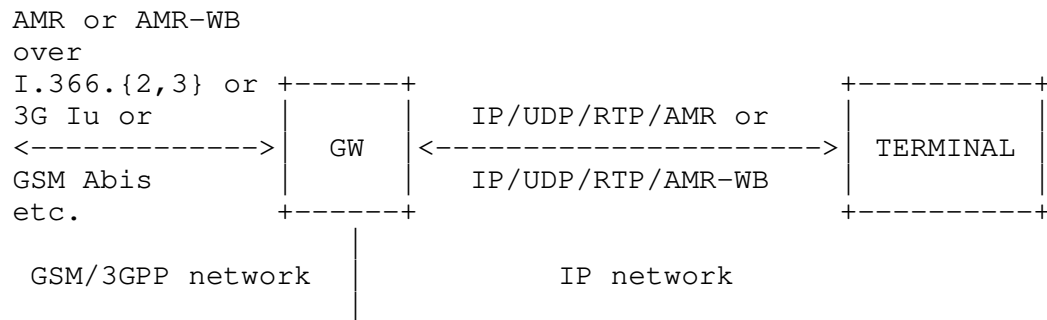 AMR or AMR-WB
over
I.366.{2,3} or +------+                        +----------+
3G Iu or       |      |   IP/UDP/RTP/AMR or    |          |
<------------->|  GW  |<---------------------->| TERMINAL |
GSM Abis       |      |   IP/UDP/RTP/AMR-WB    |          |
etc.           +------+                        +----------+
                   |
 GSM/3GPP network  |             IP network
                   |